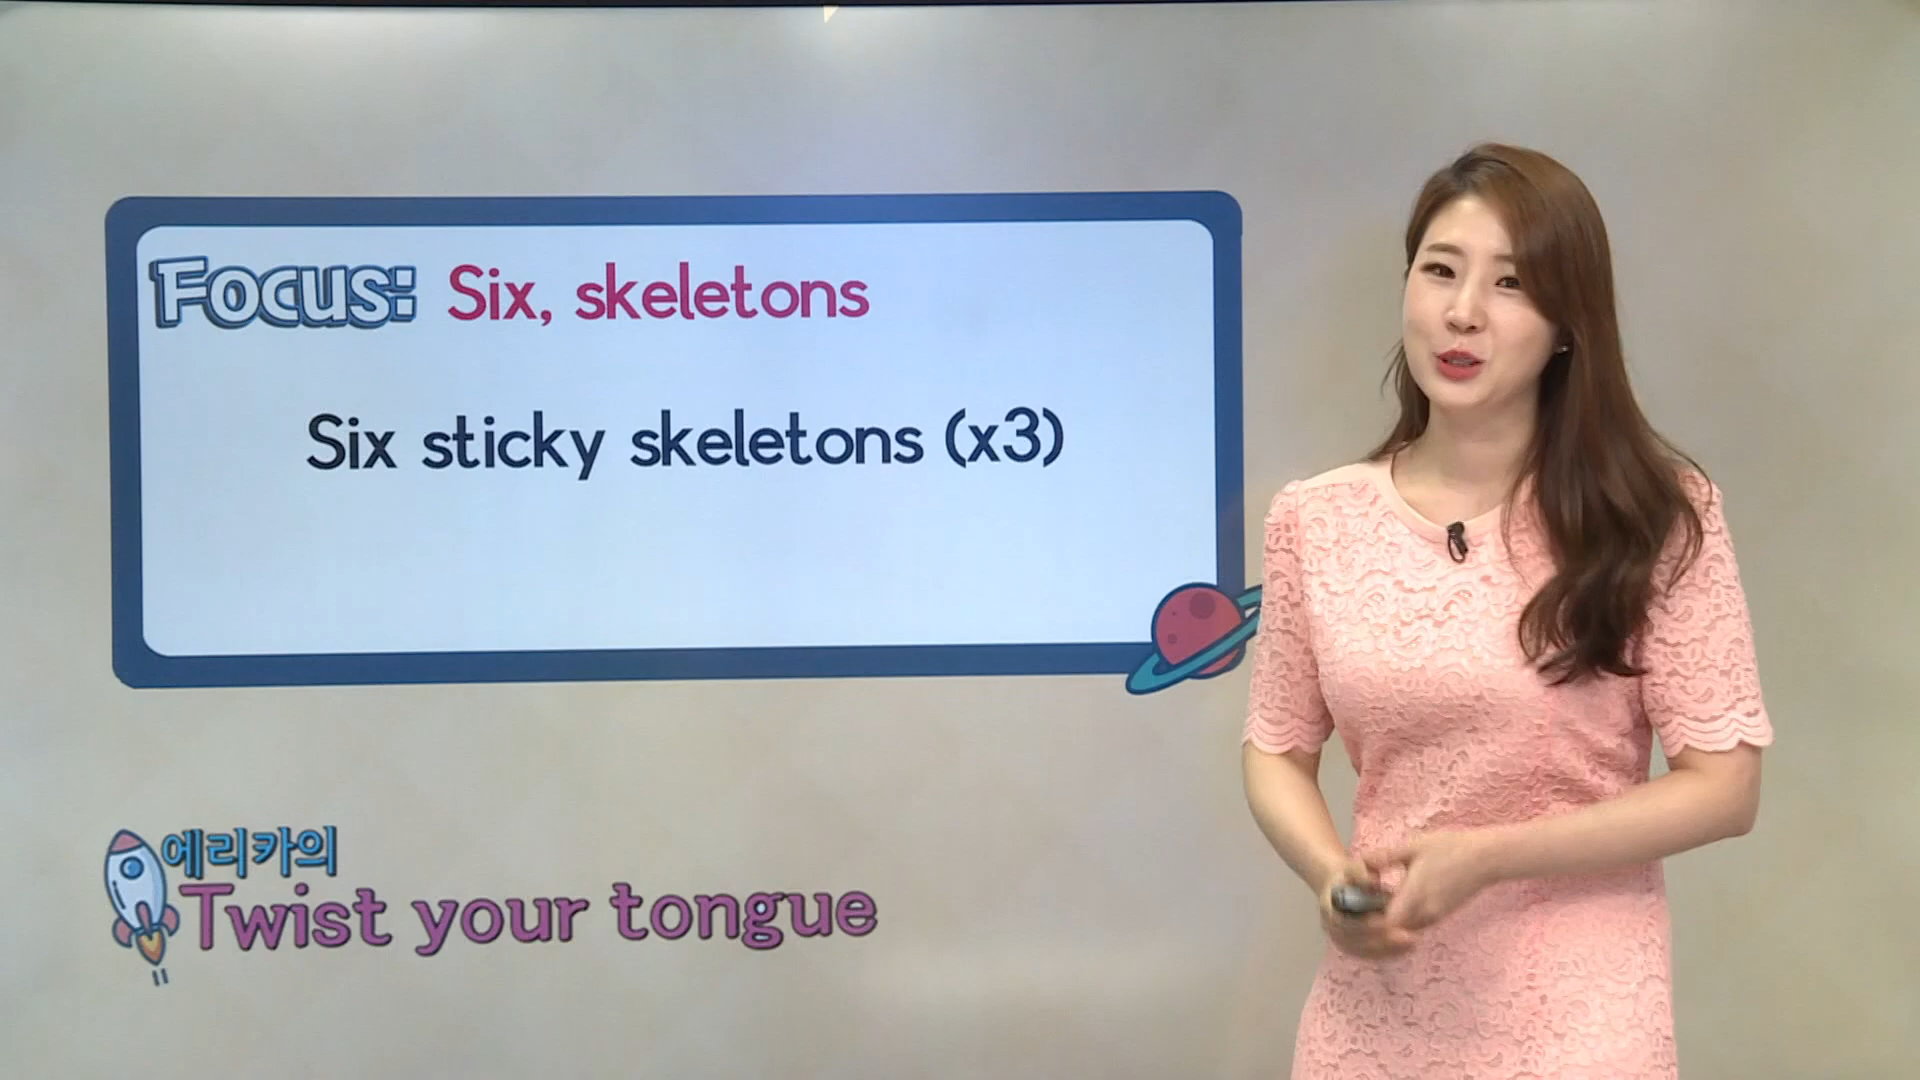 Focus: Six, skeletons
Six sticky skeletons (x3)
에리카의
Twist your tongue